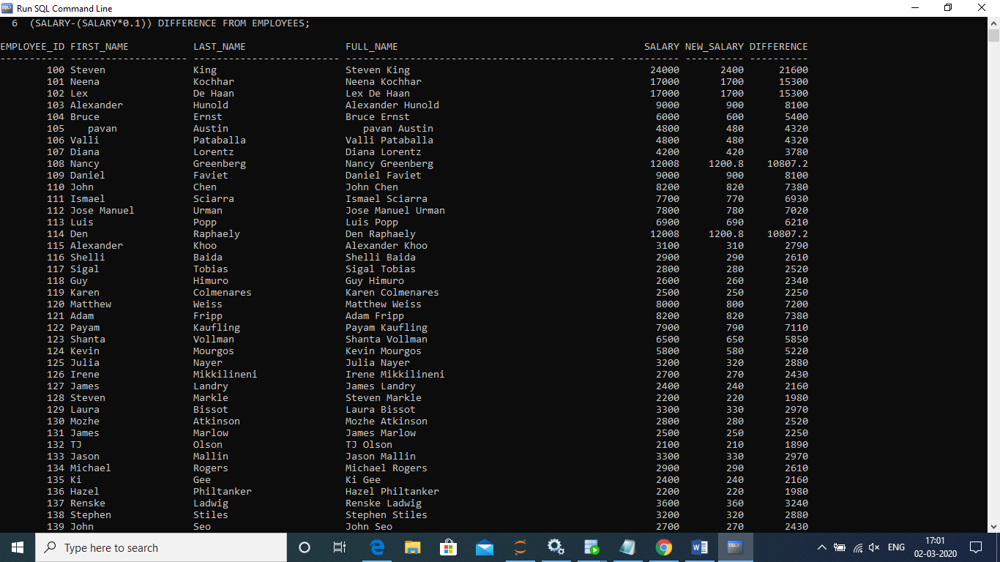 Run SQL Command Line
6 (SALARY-(SALARY*0.1)) DIFFERENCE FROM EMPLOYEES;
EMPLOYEE_ID FIRST_NAME LAST_NAME FULL_NAME SALARY NEW_SALARY DIFFERENCE
----------- -------------------- ------------------------- ---------------------------------------------- ---------- ---------- ----------
100 Steven King Steven King 24000 2400 21600
101 Neena Kochhar Neena Kochhar 17000 1700 15300
102 Lex De Haan Lex De Haan 17000 1700 15300
103 Alexander Hunold Alexander Hunold 9000 900 8100
104 Bruce Ernst Bruce Ernst 6000 600 5400
105 pavan Austin pavan Austin 4800 480 4320
106 Valli Pataballa Valli Pataballa 4800 480 4320
107 Diana Lorentz Diana Lorentz 4200 420 3780
108 Nancy Greenberg Nancy Greenberg 12008 1200.8 10807.2
109 Daniel Faviet Daniel Faviet 9000 900 8100
110 John Chen John Chen 8200 820 7380
111 Ismael Sciarra Ismael Sciarra 7700 770 6930
112 Jose Manuel Urman Jose Manuel Urman 7800 780 7020
113 Luis Popp Luis Popp 6900 690 6210
114 Den Raphaely Den Raphaely 12008 1200.8 10807.2
115 Alexander Khoo Alexander Khoo 3100 310 2790
116 Shelli Baida Shelli Baida 2900 290 2610
117 Sigal Tobias Sigal Tobias 2800 280 2520
118 Guy Himuro Guy Himuro 2600 260 2340
119 Karen Colmenares Karen Colmenares 2500 250 2250
120 Matthew Weiss Matthew Weiss 8000 800 7200
121 Adam Fripp Adam Fripp 8200 820 7380
122 Payam Kaufling Payam Kaufling 7900 790 7110
123 Shanta Vollman Shanta Vollman 6500 650 5850
124 Kevin Mourgos Kevin Mourgos 5800 580 5220
125 Julia Nayer Julia Nayer 3200 320 2880
126 Irene Mikkilineni Irene Mikkilineni 2700 270 2430
127 James Landry James Landry 2400 240 2160
128 Steven Markle Steven Markle 2200 220 1980
129 Laura Bissot Laura Bissot 3300 330 2970
130 Mozhe Atkinson Mozhe Atkinson 2800 280 2520
131 James Marlow James Marlow 2500 250 2250
132 TJ Olson TJ Olson 2100 210 1890
133 Jason Mallin Jason Mallin 3300 330 2970
134 Michael Rogers Michael Rogers 2900 290 2610
135 Ki Gee Ki Gee 2400 240 2160
136 Hazel Philtanker Hazel Philtanker 2200 220 1980
137 Renske Ladwig Renske Ladwig 3600 360 3240
138 Stephen Stiles Stephen Stiles 3200 320 2880
139 John Seo John Seo 2700 270 2430
Type here to search
ENG
17:01
02-03-2020